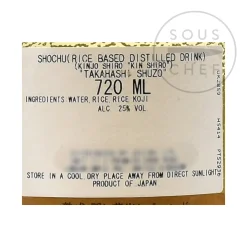 SOUS
CHEF
SHOCHU(RICE BASED DISTILLED DRINK)
(KINJO SHIRO "KIN SHIRO")
"TAKAHASHI SHUZO"
720 ML
INGREDIENTS:WATER, RICE, RICE KOJI
ALC 25% VOL
STORE IN A COOL DRY PLACE AWAY FROM DIRECT SUNLIGHT
PRODUCT OF JAPAN